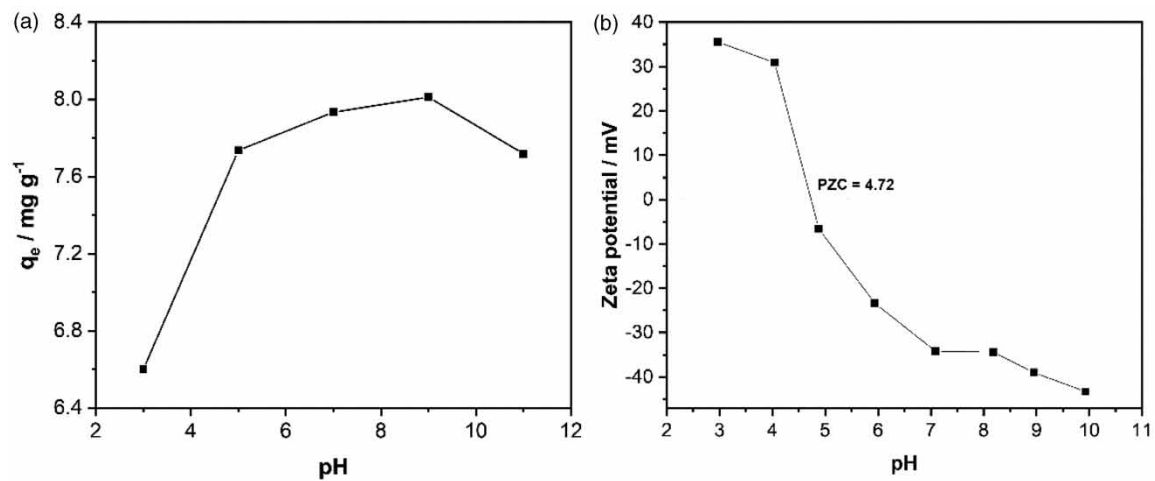 (a)
8.4
8.0
7.6
7.2
6.8
6.4
qe / mg g-1
2 4 6 8 10 12
pH
(b)
40
30
20
10
0
-10
-20
-30
-40
Zeta potential / mV
PZC = 4.72
2 3 4 5 6 7 8 9 10 11
pH